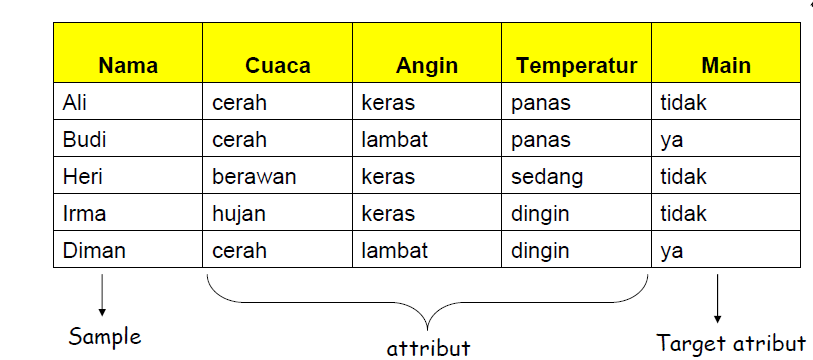 Nama Cuaca Angin Temperatur Main
Ali cerah keras panas tidak
Budi cerah lambat panas ya
Heri berawan keras sedang tidak
Irma hujan keras dingin tidak
Diman cerah lambat dingin ya
Sample attribut Target atribut